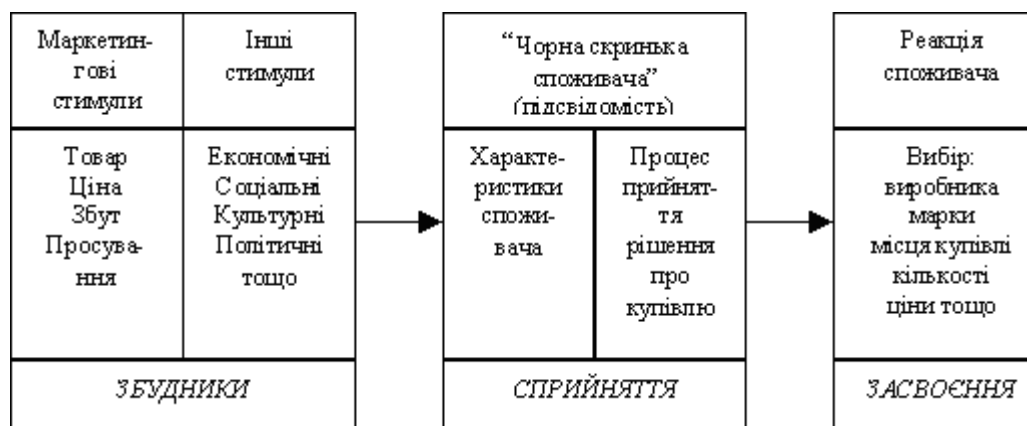 Маркетин-
гові
стимули
Інші
стимули
“Чорна скринька
споживача”
(підсвідомість)
Реакція
споживача
Товар
Ціна
Збут
Просува-
ння
Економічні
Соціальні
Культурні
Політичні
тощо
Характе-
ристики
спожи-
вача
Процес
прийнят-
тя
рішення
про
купівлю
Вибір:
виробника
марки
місця купівлі
кількості
ціни тощо
ЗБУДНИКИ
СПРИЙНЯТТЯ
ЗАСВОЄННЯ